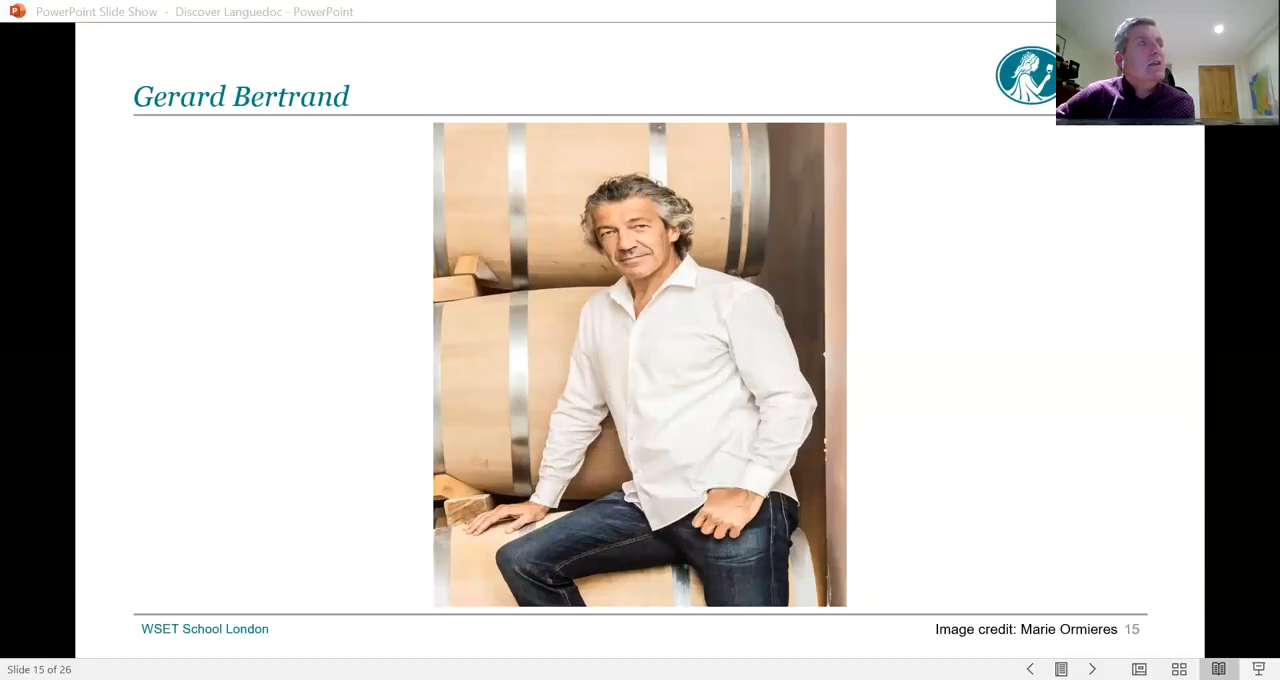 PowerPoint Slide Show - Discover Languedoc - PowerPoint
Gerard Bertrand
WSET School London
Image credit: Marie Ormieres 15
Slide 15 of 26